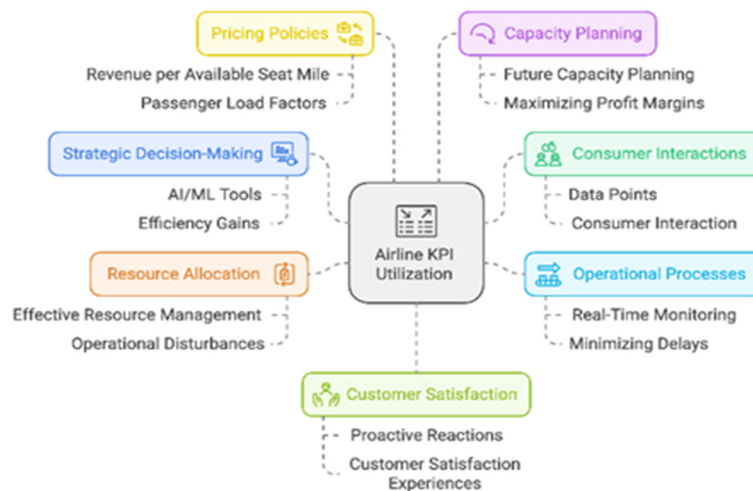 Pricing Policies
Revenue per Available Seat Mile
Passenger Load Factors
Capacity Planning
Future Capacity Planning
Maximizing Profit Margins
Strategic Decision-Making
AI/ML Tools
Efficiency Gains
Consumer Interactions
Data Points
Consumer Interaction
Airline KPI
Utilization
Resource Allocation
Effective Resource Management
Operational Disturbances
Operational Processes
Real-Time Monitoring
Minimizing Delays
Customer Satisfaction
Proactive Reactions
Customer Satisfaction
Experiences